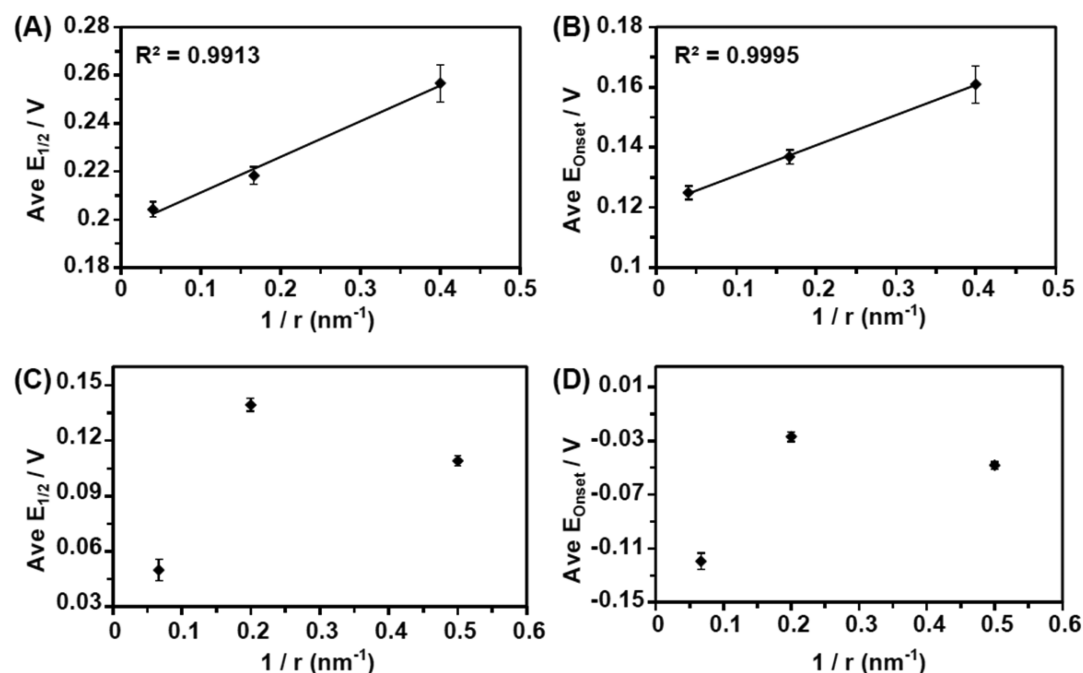 (A)
R² = 0.9913
Ave E1/2 / V
0.28
0.26
0.24
0.22
0.2
0.18
0 0.1 0.2 0.3 0.4 0.5
1 / r (nm-1)
(B)
R² = 0.9995
Ave EOnset / V
0.18
0.16
0.14
0.12
0.1
0 0.1 0.2 0.3 0.4 0.5
1 / r (nm-1)
(C)
Ave E1/2 / V
0.15
0.12
0.09
0.06
0.03
0 0.1 0.2 0.3 0.4 0.5 0.6
1 / r (nm-1)
(D)
Ave EOnset / V
0.01
-0.03
-0.07
-0.11
-0.15
0 0.1 0.2 0.3 0.4 0.5 0.6
1 / r (nm-1)